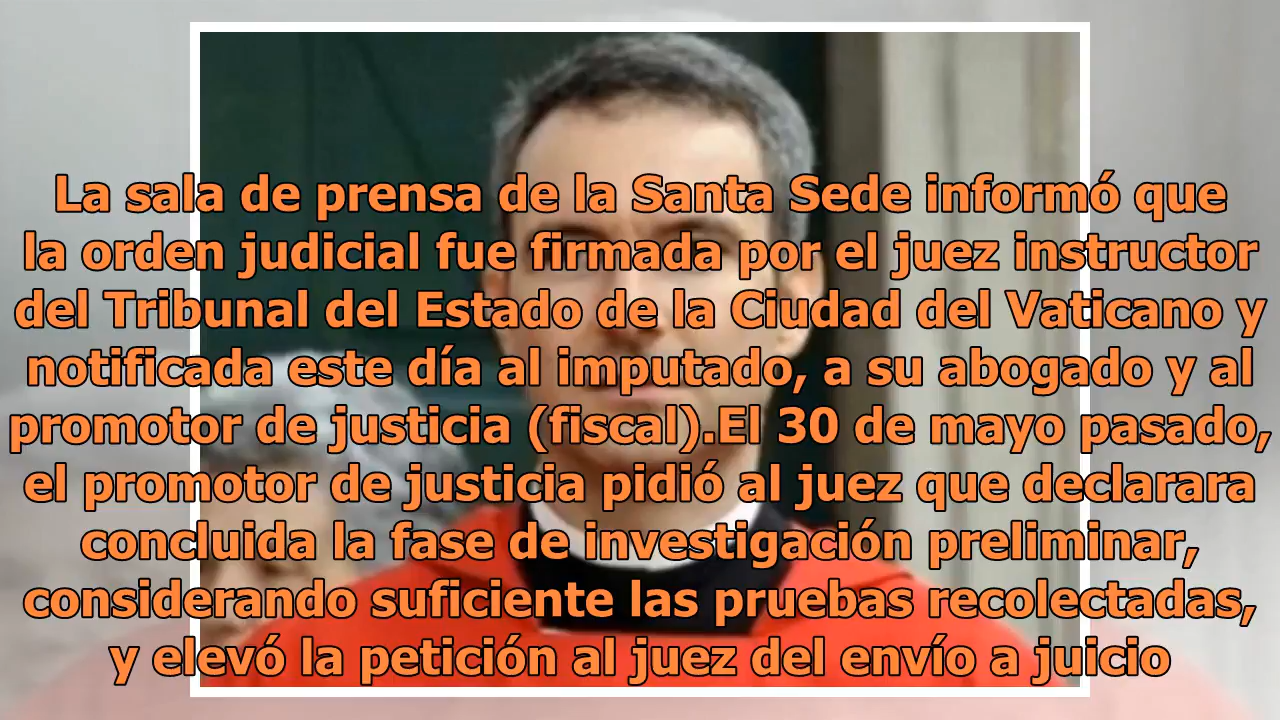 La sala de prensa de la Santa Sede informó que
la orden judicial fue firmada por el juez instructor
del Tribunal del Estado de la Ciudad del Vaticano y
notificada este día al imputado, a su abogado y al
promotor de justicia (fiscal).El 30 de mayo pasado,
el promotor de justicia pidió al juez que declarara
concluida la fase de investigación preliminar,
considerando suficiente las pruebas recolectadas,
y elevó la petición al juez del envío a juicio